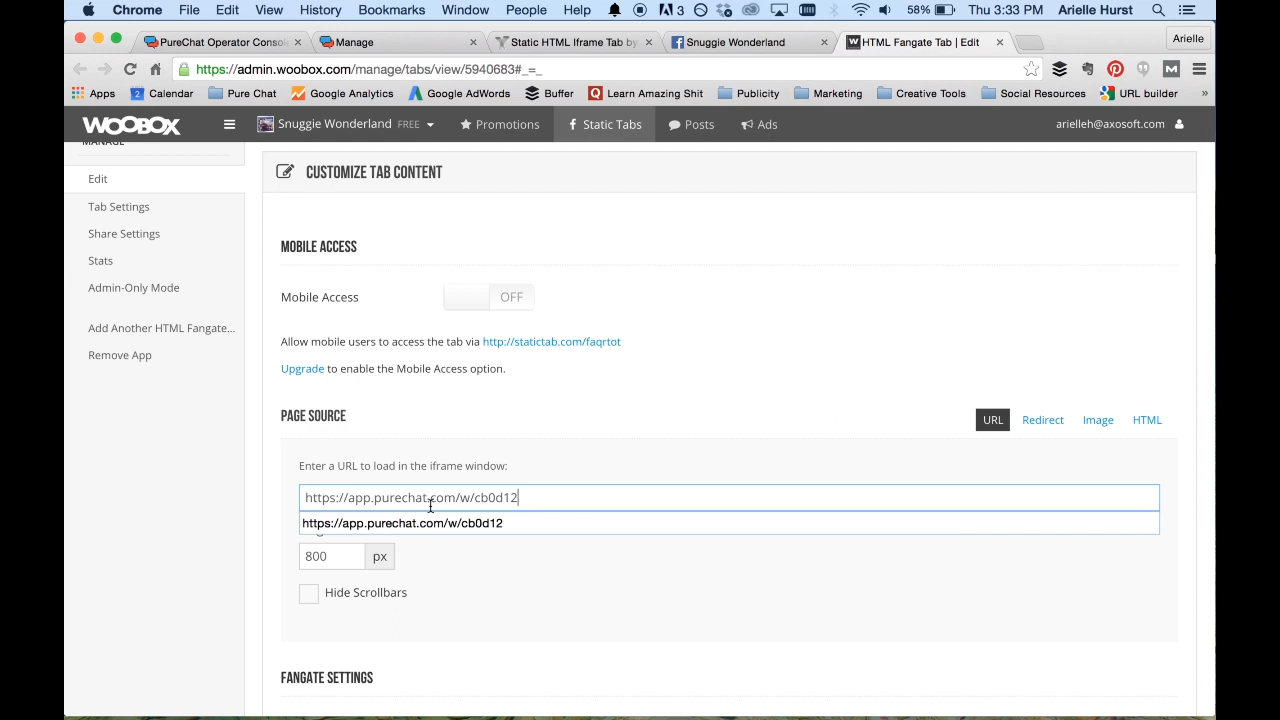 Chrome File Edit View History Bookmarks Window People Help 3 58% Thu 3:33 PM Arielle Hurst
PureChat Operator Consol × Manage × Static HTML Iframe Tab by × Snuggie Wonderland × HTML Fangate Tab | Edit × Arielle
https://admin.woobox.com/manage/tabs/view/5940683#_=_
Apps 2 Calendar Pure Chat Google Analytics Google AdWords Buffer Learn Amazing Shit Publicity Marketing Creative Tools Social Resources URL builder »
WOOBOX Snuggie Wonderland FREE Promotions Static Tabs Posts Ads arielleh@axosoft.com
MANAGE
Edit
Tab Settings
Share Settings
Stats
Admin-Only Mode
Add Another HTML Fangate...
Remove App
CUSTOMIZE TAB CONTENT
MOBILE ACCESS
Mobile Access OFF
Allow mobile users to access the tab via http://statictab.com/faqrtot
Upgrade to enable the Mobile Access option.
PAGE SOURCE URL Redirect Image HTML
Enter a URL to load in the iframe window:
https://app.purechat.com/w/cb0d12
https://app.purechat.com/w/cb0d12
800 px
Hide Scrollbars
FANGATE SETTINGS